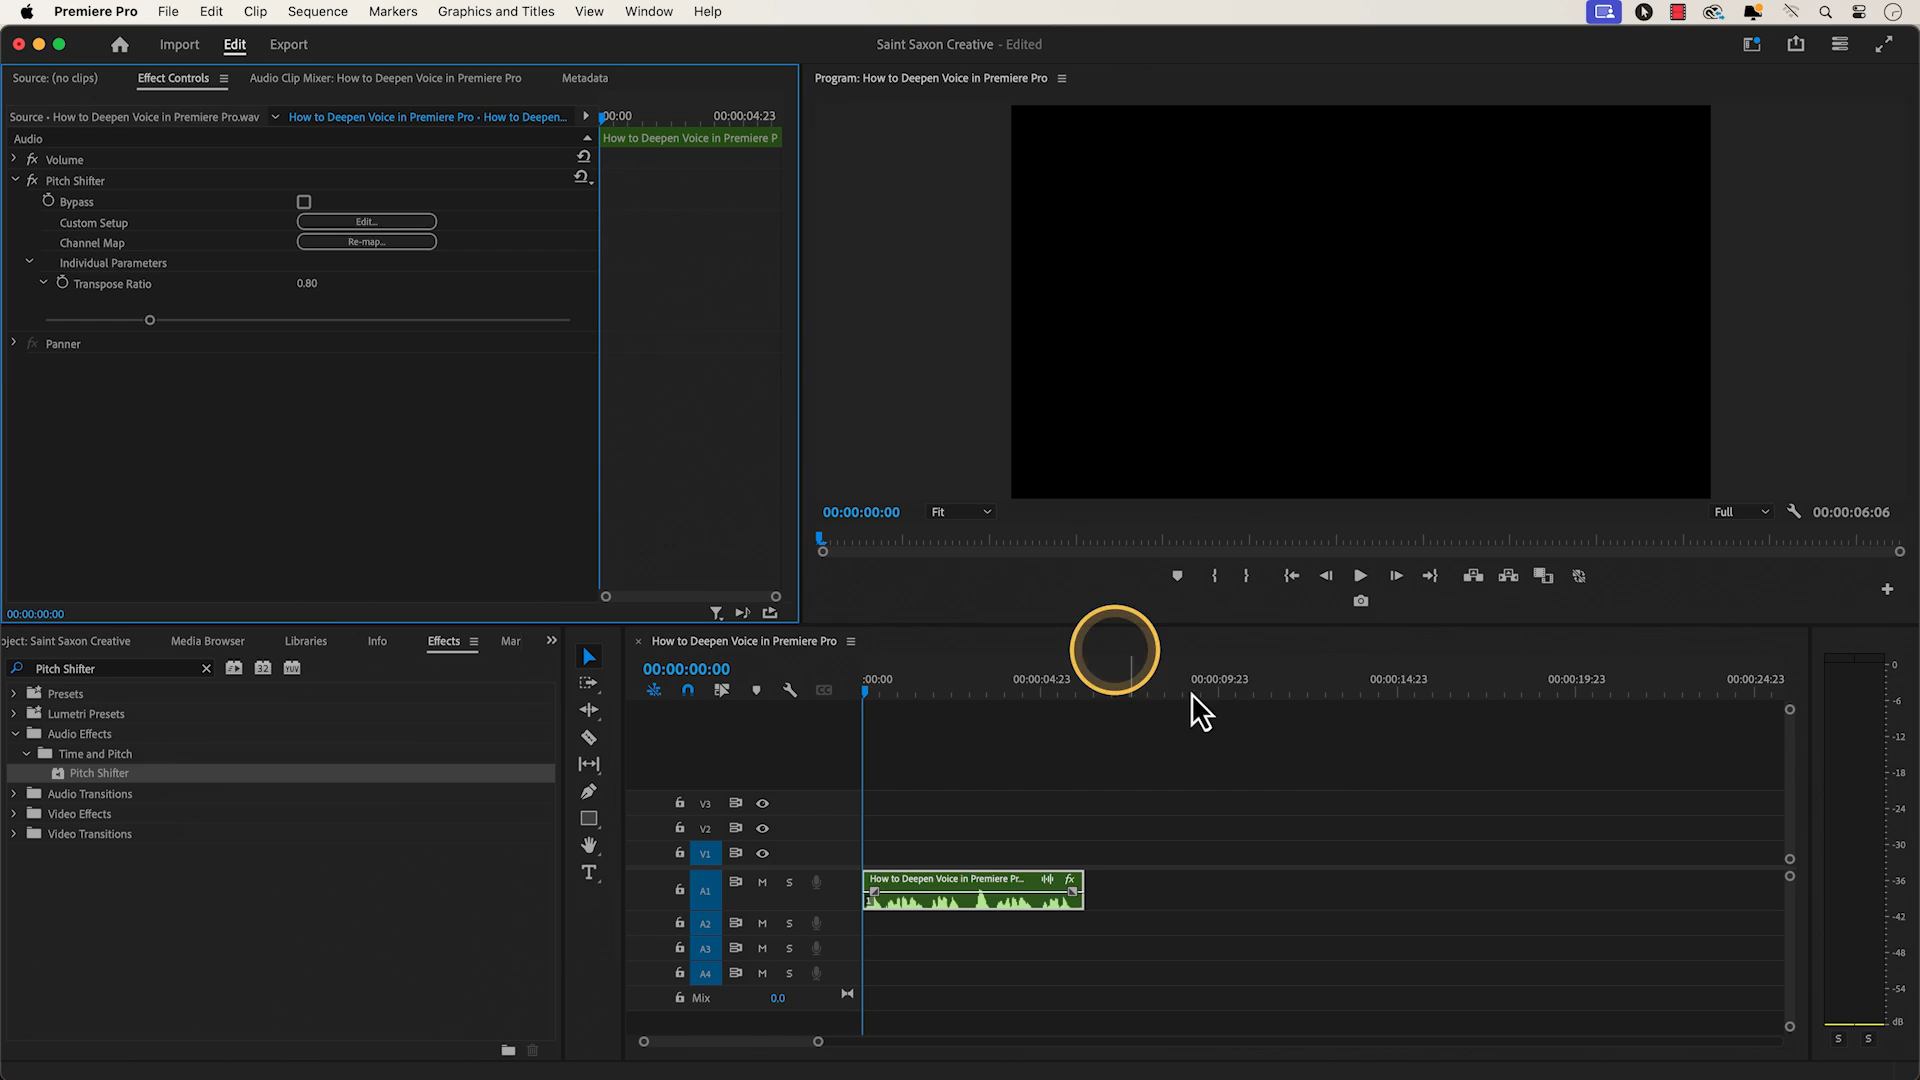 Premiere Pro File Edit Clip Sequence Markers Graphics and Titles View Window Help
Import Edit Export Saint Saxon Creative - Edited
Source: (no clips) Effect Controls Audio Clip Mixer: How to Deepen Voice in Premiere Pro Metadata
Program: How to Deepen Voice in Premiere Pro
Source • How to Deepen Voice in Premiere Pro.wav How to Deepen Voice in Premiere Pro • How to Deepen... :00:00 00:00:04:23
Audio How to Deepen Voice in Premiere P
fx Volume
fx Pitch Shifter
Bypass
Custom Setup Edit...
Channel Map Re-map...
Individual Parameters
Transpose Ratio 0.80
fx Panner
00:00:00:00 Fit Full 00:00:06:06
00:00:00:00
oject: Saint Saxon Creative Media Browser Libraries Info Effects Mar
Pitch Shifter 32 YUV
Presets
Lumetri Presets
Audio Effects
Time and Pitch
Pitch Shifter
Audio Transitions
Video Effects
Video Transitions
T
How to Deepen Voice in Premiere Pro
00:00:00:00
CC
:00:00 00:00:04:23 00:00:09:23 00:00:14:23 00:00:19:23 00:00:24:23
V3
V2
V1
A1 M S
How to Deepen Voice in Premiere Pr... fx
1
A2 M S
A3 M S
A4 M S
Mix 0.0
0
-6
-12
-18
-24
-30
-36
-42
-48
-54
dB
S S